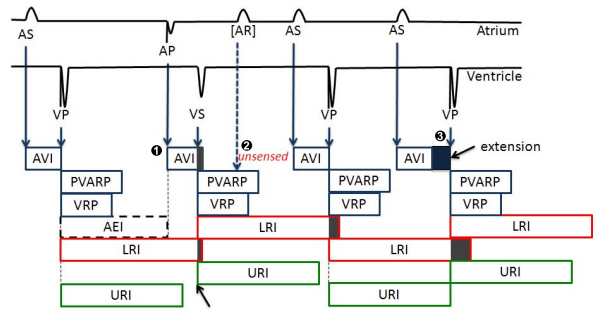 AS AP [AR] AS AS Atrium
Ventricle
VP VS VP VP
❶ ❷ ❸
AVI AVI unsensed AVI AVI extension
PVARP PVARP PVARP PVARP
VRP VRP VRP VRP
AEI LRI LRI
LRI LRI
URI URI
URI URI